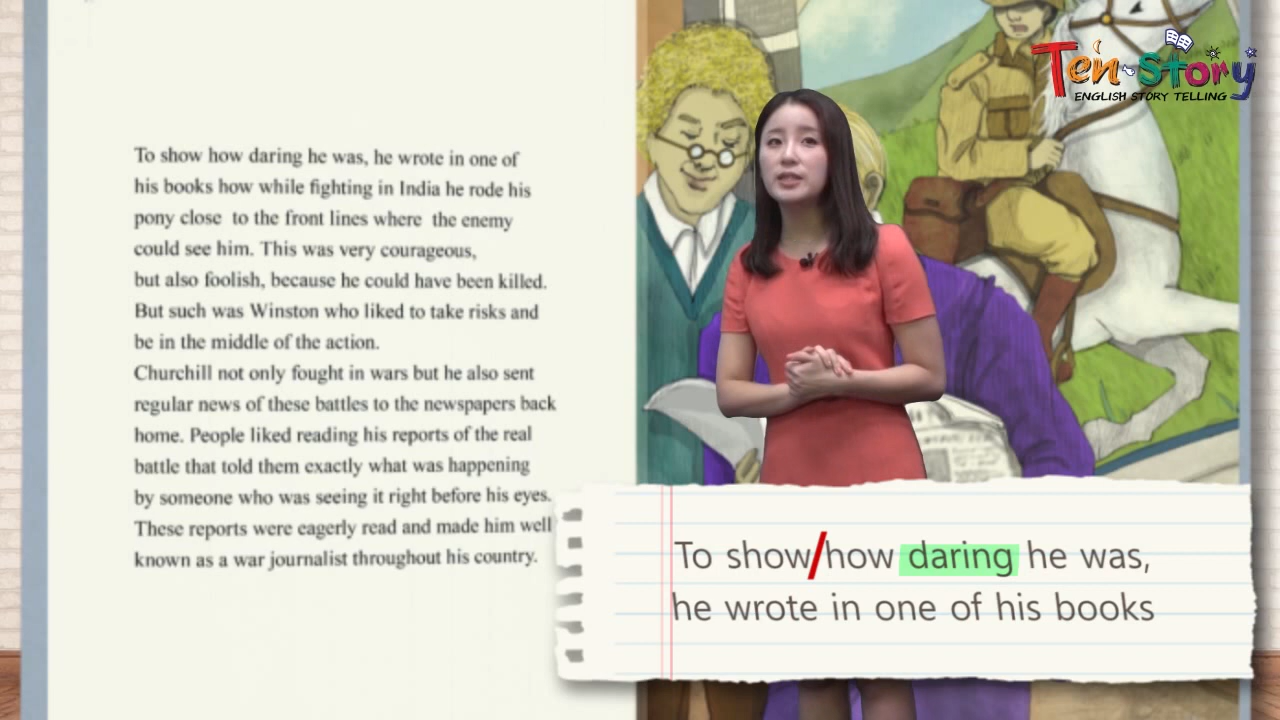 Ten-Story
ENGLISH STORY TELLING
To show how daring he was, he wrote in one of
his books how while fighting in India he rode his
pony close to the front lines where the enemy
could see him. This was very courageous,
but also foolish, because he could have been killed.
But such was Winston who liked to take risks and
be in the middle of the action.
Churchill not only fought in wars but he also sent
regular news of these battles to the newspapers back
home. People liked reading his reports of the real
battle that told them exactly what was happening
by someone who was seeing it right before his eyes.
These reports were eagerly read and made him well
known as a war journalist throughout his country.
To show/how daring he was,
he wrote in one of his books